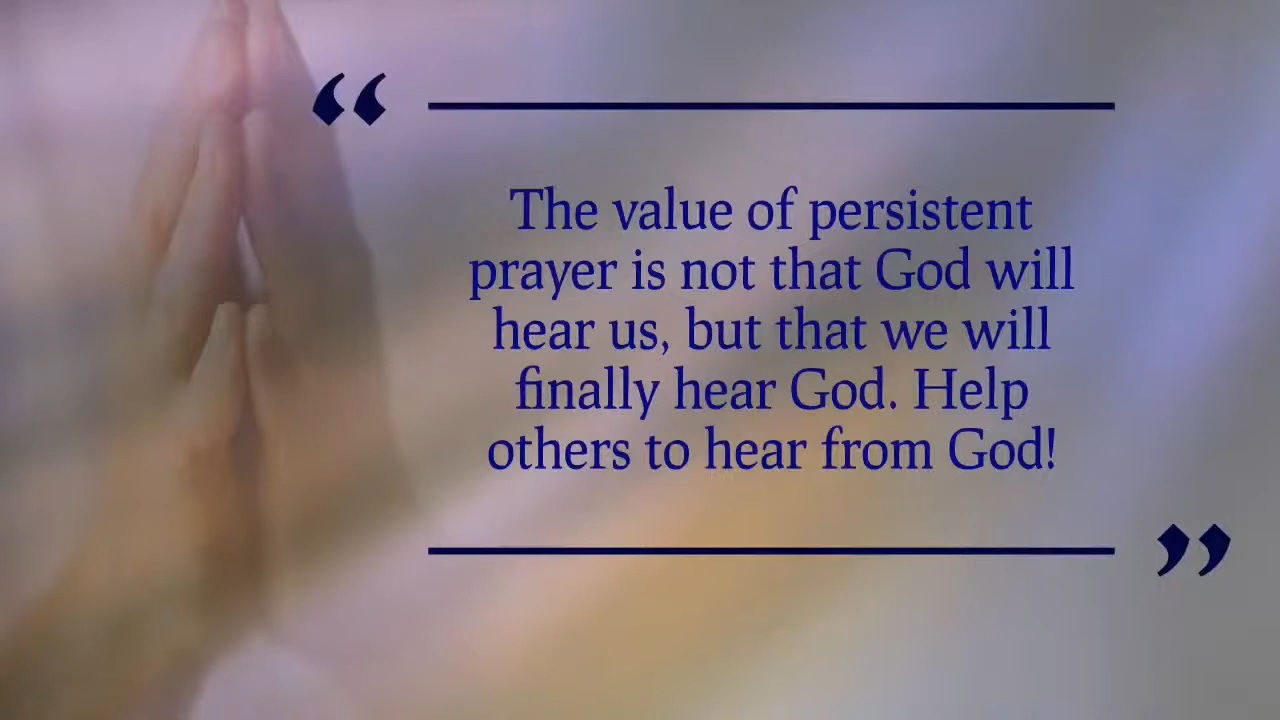 “
The value of persistent
prayer is not that God will
hear us, but that we will
finally hear God. Help
others to hear from God!
”